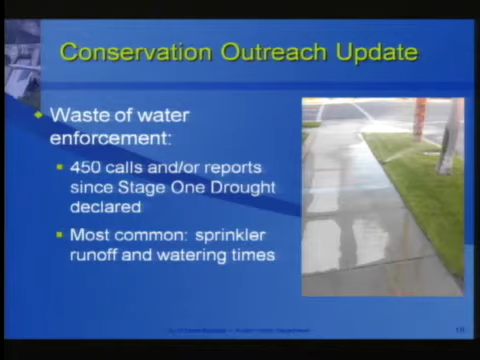 Conservation Outreach Update
Waste of water
enforcement:
450 calls and/or reports
since Stage One Drought
declared
Most common: sprinkler
runoff and watering times